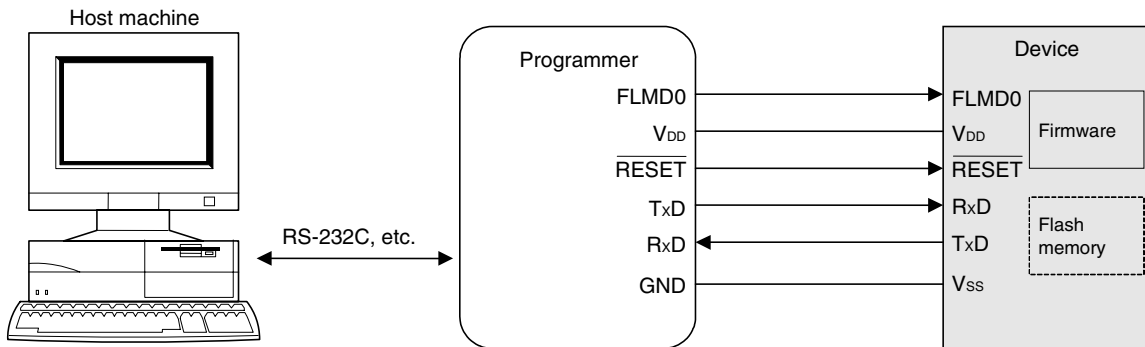 Host machine
RS-232C, etc.
Programmer
FLMD0
VDD
RESET
TxD
RxD
GND
Device
FLMD0
VDD
RESET
RxD
TxD
VSS
Firmware
Flash
memory